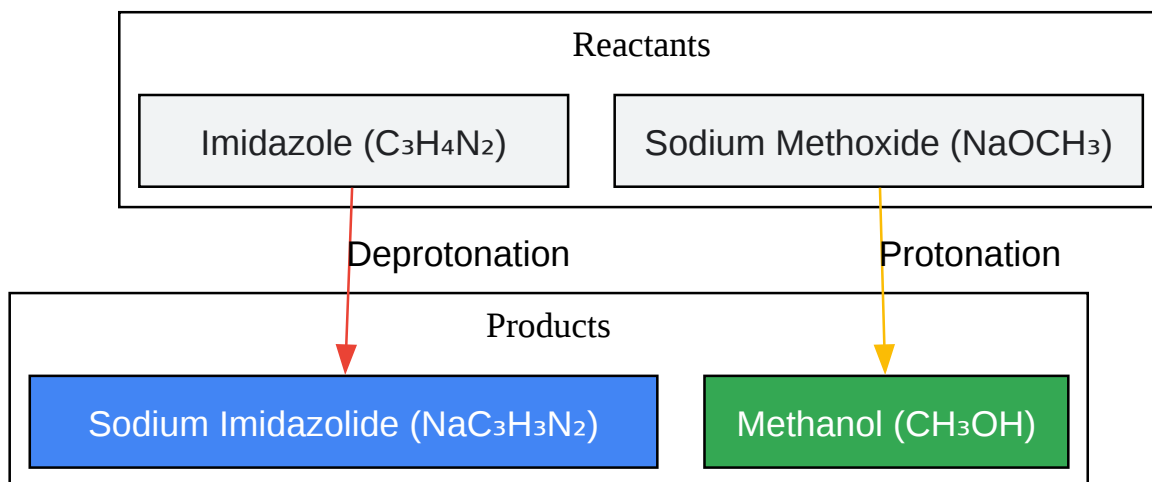 Reactants
Imidazole (C₃H₄N₂)
Sodium Methoxide (NaOCH₃)
Deprotonation
Protonation
Products
Sodium Imidazolide (NaC₃H₃N₂)
Methanol (CH₃OH)